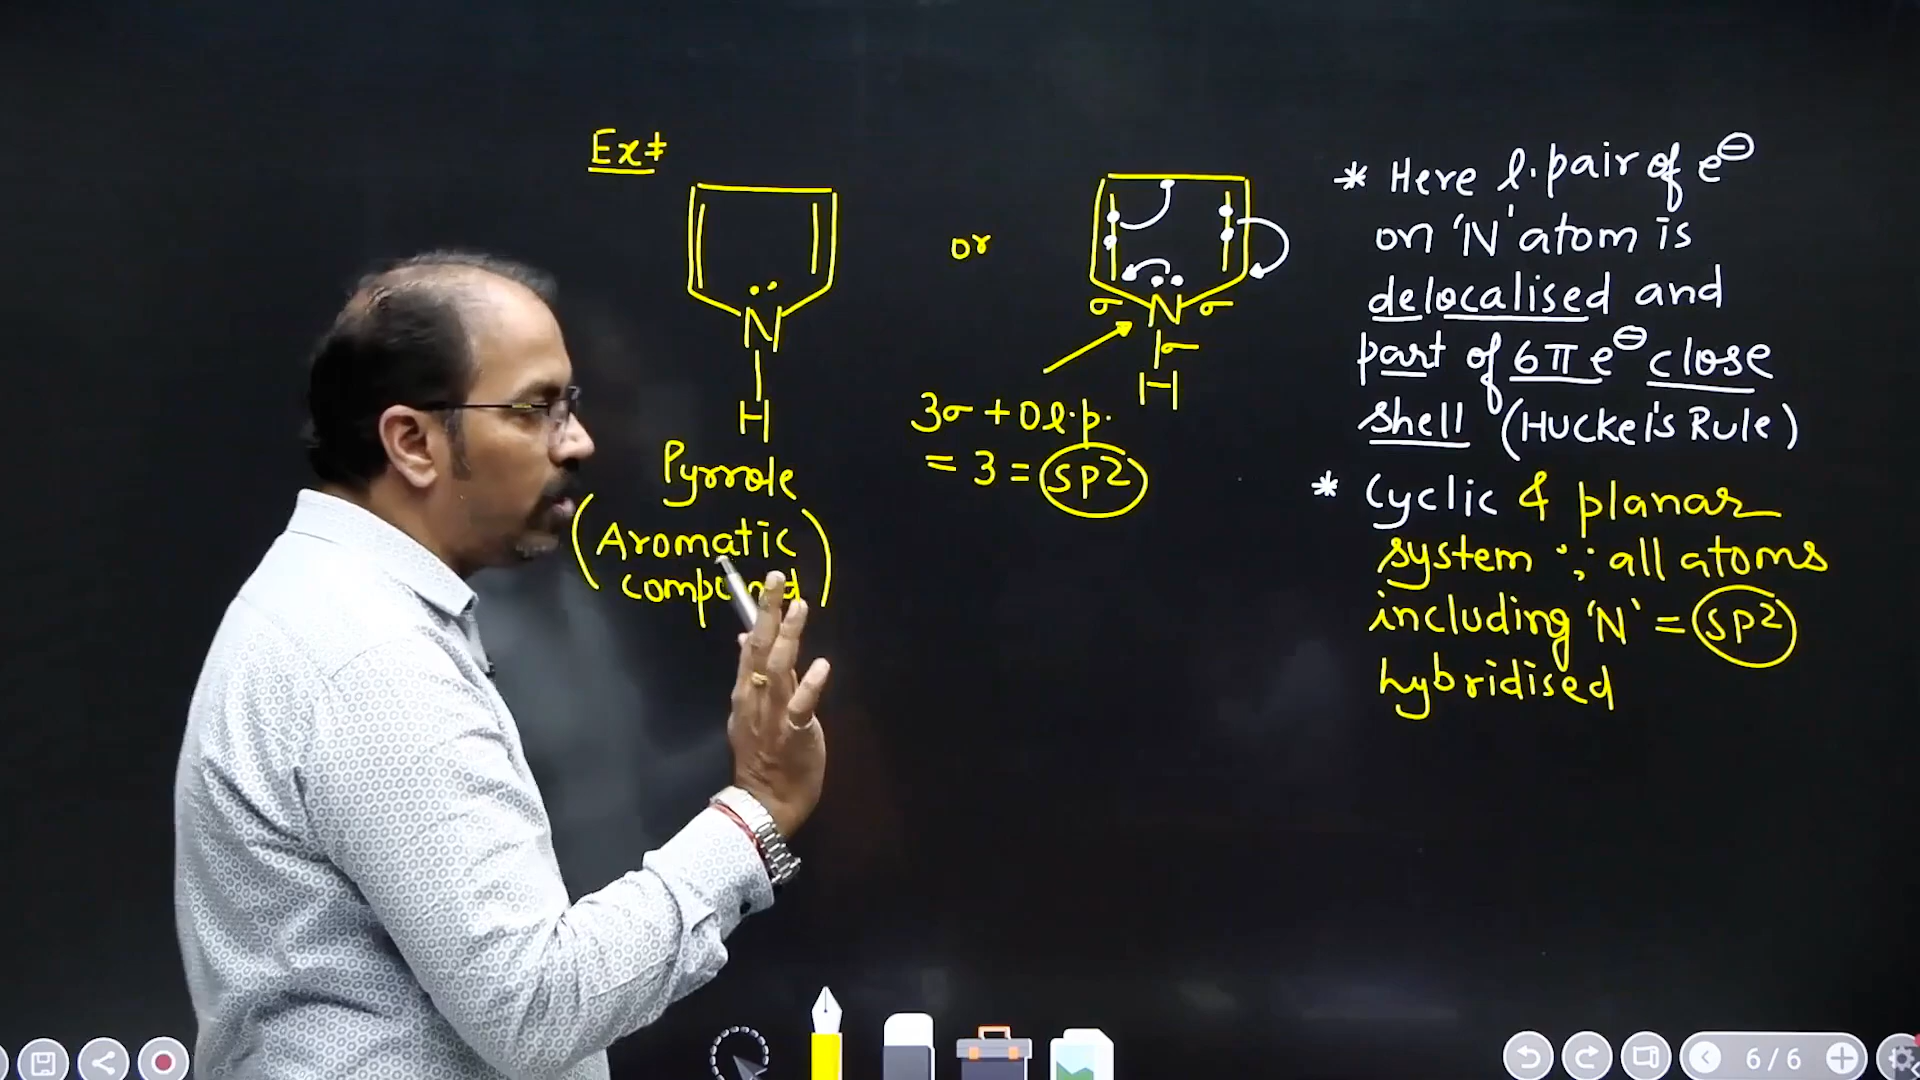 Ex:
N
H
Pyrrole
(Aromatic
compound)
or
σ N σ
σ
H
3σ + 0 l.p.
= 3 = sp2
* Here l. pair of e⊖
on 'N' atom is
delocalised and
part of 6π e⊖ close
shell (Huckel's Rule)
* Cyclic & planar
system ∵ all atoms
including 'N' = sp2
hybridised
6/6